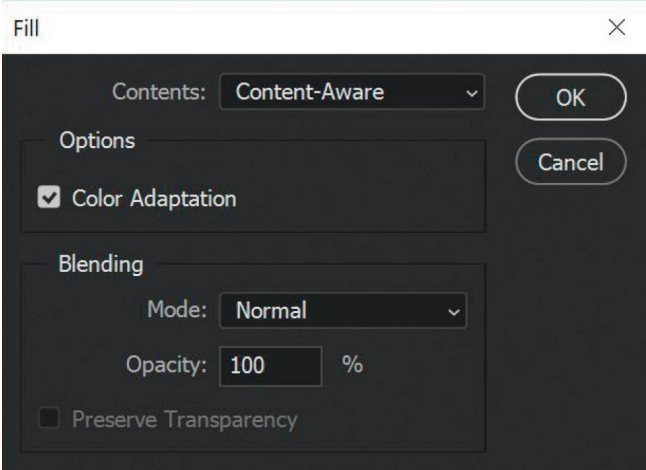 Fill
Contents: Content-Aware
OK
Options
Cancel
Color Adaptation
Blending
Mode: Normal
Opacity: 100 %
Preserve Transparency